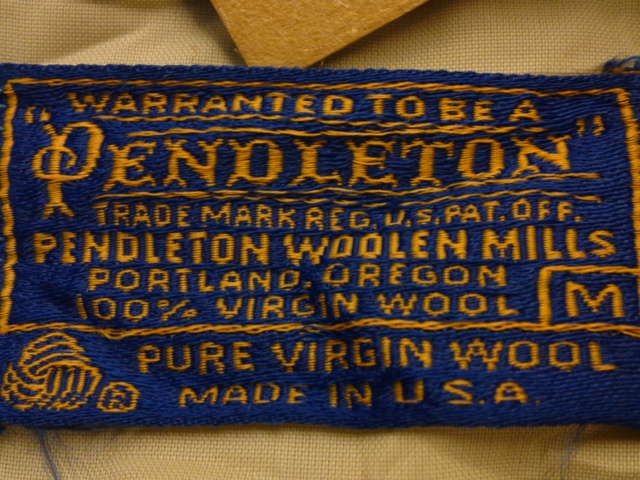 WARRANTED TO BE A
"PENDLETON"
TRADE MARK REG. U.S. PAT. OFF.
PENDLETON WOOLEN MILLS
PORTLAND, OREGON
100% VIRGIN WOOL
M
PURE VIRGIN WOOL
® MADE IN U.S.A.